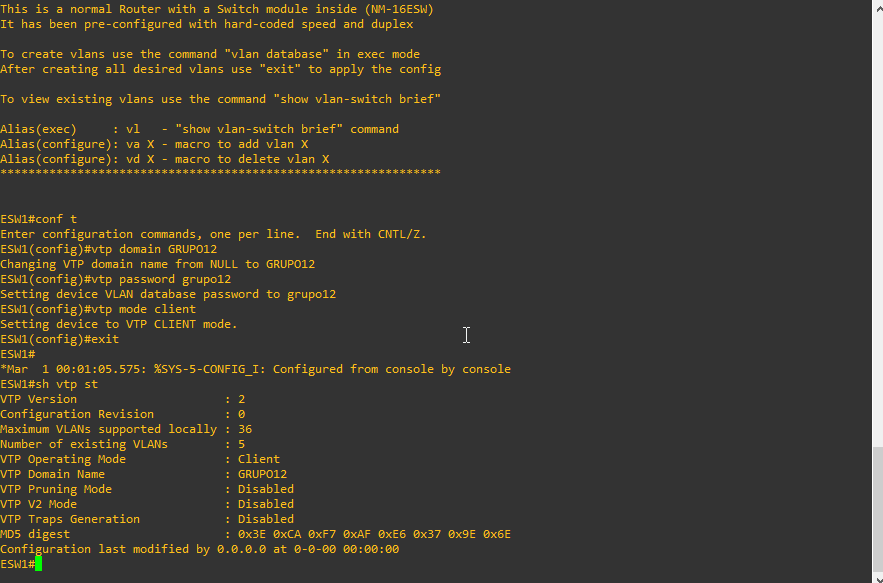 This is a normal Router with a Switch module inside (NM-16ESW)
It has been pre-configured with hard-coded speed and duplex
To create vlans use the command "vlan database" in exec mode
After creating all desired vlans use "exit" to apply the config
To view existing vlans use the command "show vlan-switch brief"
Alias(exec)     : vl   - "show vlan-switch brief" command
Alias(configure): va X - macro to add vlan X
Alias(configure): vd X - macro to delete vlan X
***************************************************************
ESW1#conf t
Enter configuration commands, one per line.  End with CNTL/Z.
ESW1(config)#vtp domain GRUPO12
Changing VTP domain name from NULL to GRUPO12
ESW1(config)#vtp password grupo12
Setting device VLAN database password to grupo12
ESW1(config)#vtp mode client
Setting device to VTP CLIENT mode.
ESW1(config)#exit
ESW1#
*Mar  1 00:01:05.575: %SYS-5-CONFIG_I: Configured from console by console
ESW1#sh vtp st
VTP Version                     : 2
Configuration Revision          : 0
Maximum VLANs supported locally : 36
Number of existing VLANs        : 5
VTP Operating Mode              : Client
VTP Domain Name                 : GRUPO12
VTP Pruning Mode                : Disabled
VTP V2 Mode                     : Disabled
VTP Traps Generation            : Disabled
MD5 digest                      : 0x3E 0xCA 0xF7 0xAF 0xE6 0x37 0x9E 0x6E
Configuration last modified by 0.0.0.0 at 0-0-00 00:00:00
ESW1#